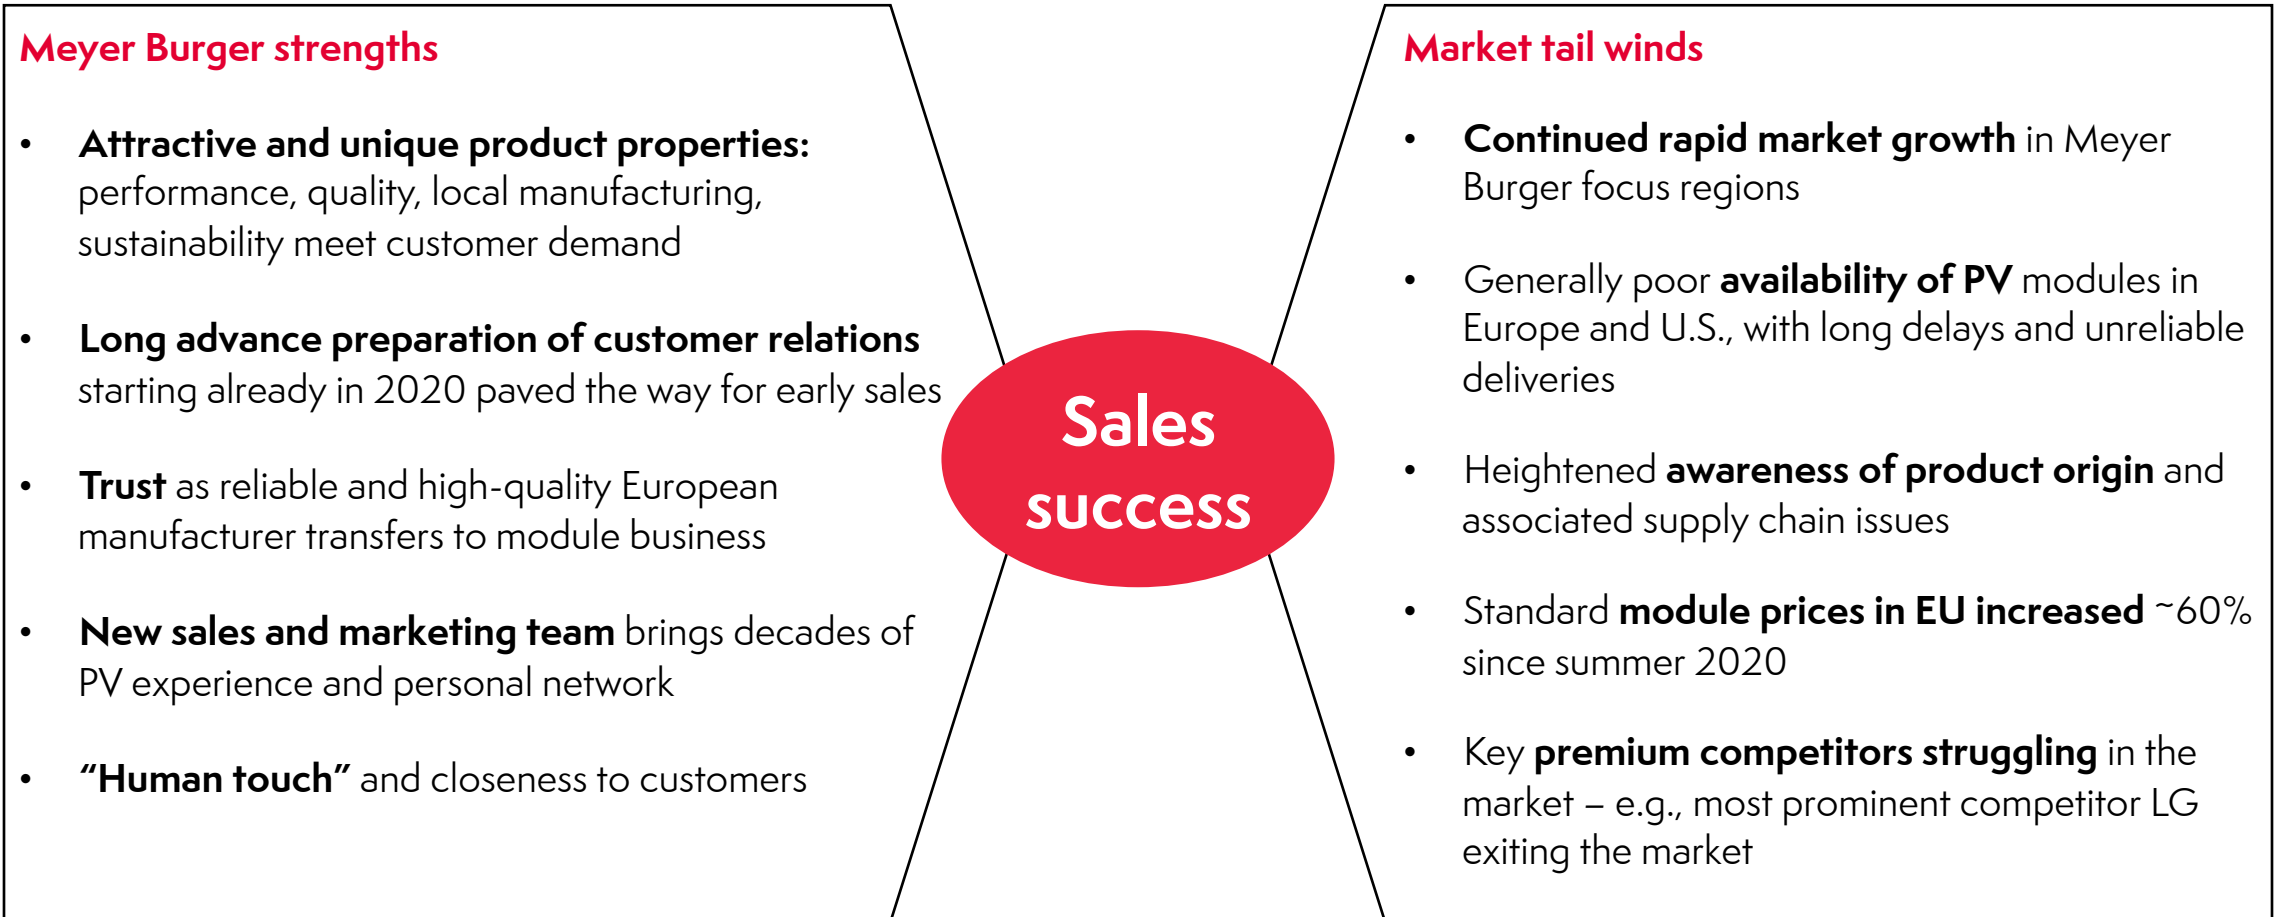 Meyer Burger strengths
• Attractive and unique product properties:
performance, quality, local manufacturing,
sustainability meet customer demand
• Long advance preparation of customer relations
starting already in 2020 paved the way for early sales
• Trust as reliable and high-quality European
manufacturer transfers to module business
• New sales and marketing team brings decades of
PV experience and personal network
• “Human touch” and closeness to customers
Sales
success
Market tail winds
• Continued rapid market growth in Meyer
Burger focus regions
• Generally poor availability of PV modules in
Europe and U.S., with long delays and unreliable
deliveries
• Heightened awareness of product origin and
associated supply chain issues
• Standard module prices in EU increased ~60%
since summer 2020
• Key premium competitors struggling in the
market – e.g., most prominent competitor LG
exiting the market